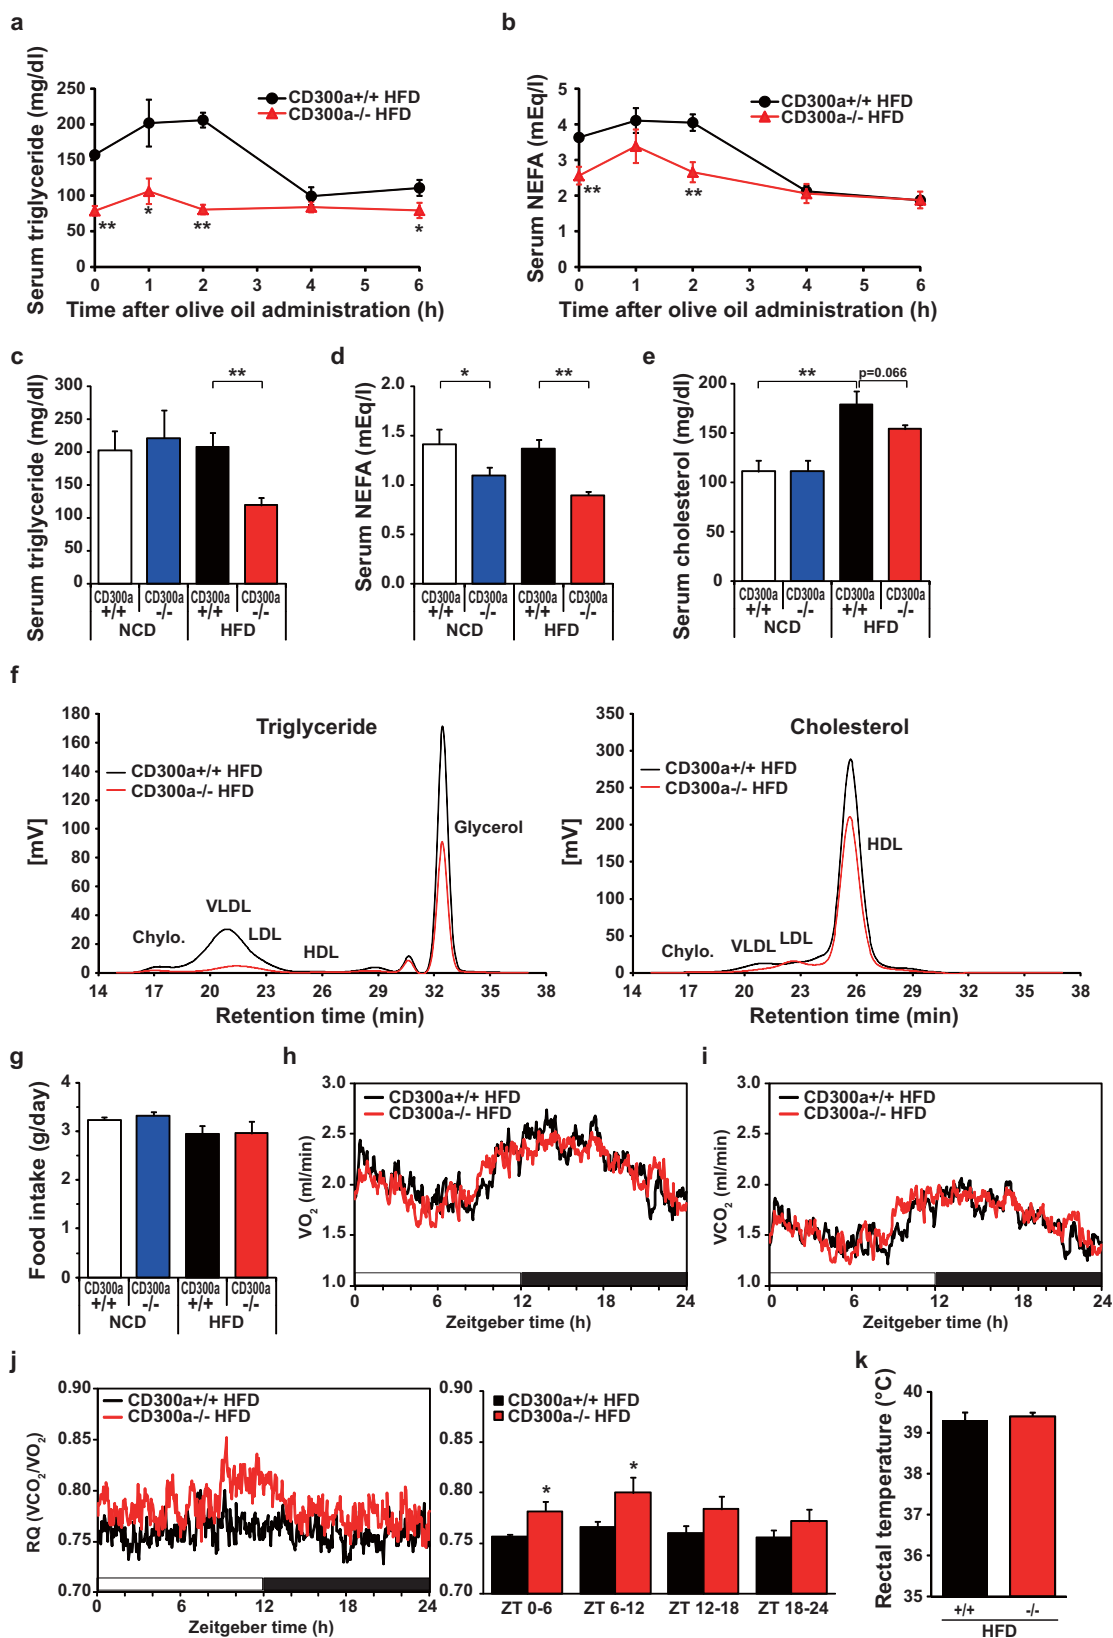 a
Serum triglyceride (mg/dl)
250
200
150
100
50
0
CD300a+/+ HFD
CD300a-/- HFD
**
*
**
*
0 1 2 3 4 5 6
Time after olive oil administration (h)
b
Serum NEFA (mEq/l)
5
4
3
2
1
0
CD300a+/+ HFD
CD300a-/- HFD
**
**
0 1 2 3 4 5 6
Time after olive oil administration (h)
c
Serum triglyceride (mg/dl)
300
250
200
150
100
50
0
**
CD300a CD300a CD300a CD300a
+/+ -/- +/+ -/-
NCD HFD
d
Serum NEFA (mEq/l)
2.0
1.5
1.0
0.5
0.0
* **
CD300a CD300a CD300a CD300a
+/+ -/- +/+ -/-
NCD HFD
e
Serum cholesterol (mg/dl)
200
150
100
50
0
** p=0.066
CD300a CD300a CD300a CD300a
+/+ -/- +/+ -/-
NCD HFD
f
[mV]
180
160
140
120
100
80
60
40
20
0
Triglyceride
CD300a+/+ HFD
CD300a-/- HFD
Glycerol
VLDL
Chylo.
LDL
HDL
14 17 20 23 26 29 32 35 38
Retention time (min)
[mV]
350
300
250
200
150
100
50
0
Cholesterol
CD300a+/+ HFD
CD300a-/- HFD
HDL
Chylo.
VLDL
LDL
14 17 20 23 26 29 32 35 38
Retention time (min)
g
Food intake (g/day)
4
3
2
1
0
CD300a CD300a CD300a CD300a
+/+ -/- +/+ -/-
NCD HFD
h
VO2 (ml/min)
3.0
2.5
2.0
1.5
1.0
CD300a+/+ HFD
CD300a-/- HFD
0 6 12 18 24
Zeitgeber time (h)
i
VCO2 (ml/min)
3.0
2.5
2.0
1.5
1.0
CD300a+/+ HFD
CD300a-/- HFD
0 6 12 18 24
Zeitgeber time (h)
j
RQ (VCO2/VO2)
0.90
0.85
0.80
0.75
0.70
CD300a+/+ HFD
CD300a-/- HFD
0 6 12 18 24
Zeitgeber time (h)
0.90
0.85
0.80
0.75
0.70
CD300a+/+ HFD
CD300a-/- HFD
*
*
ZT 0-6 ZT 6-12 ZT 12-18 ZT 18-24
k
Rectal temperature (°C)
40
39
38
37
36
35
+/+ -/-
HFD